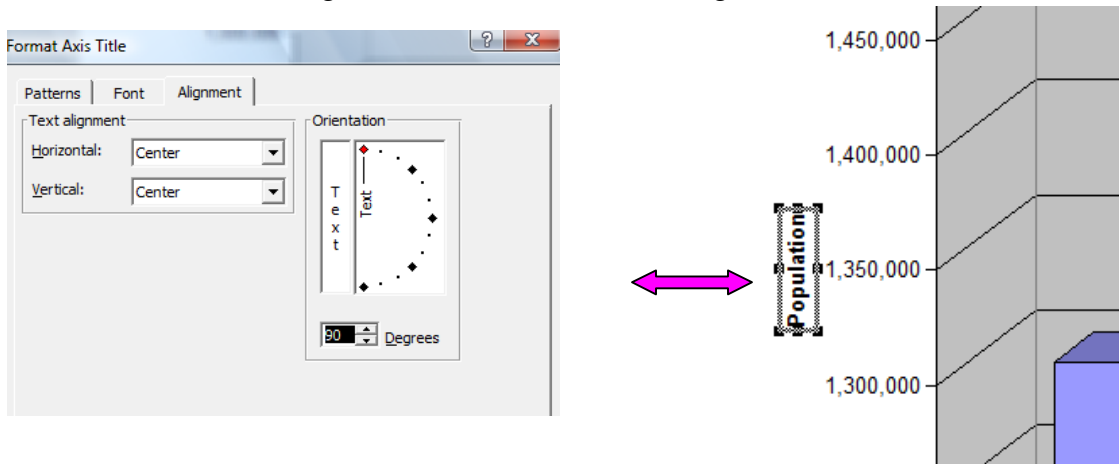 Format Axis Title
?
X
Patterns
Font
Alignment
Text alignment
Horizontal:
Center
Vertical:
Center
Orientation
Text
Text
90
Degrees
Population
1,450,000
1,400,000
1,350,000
1,300,000